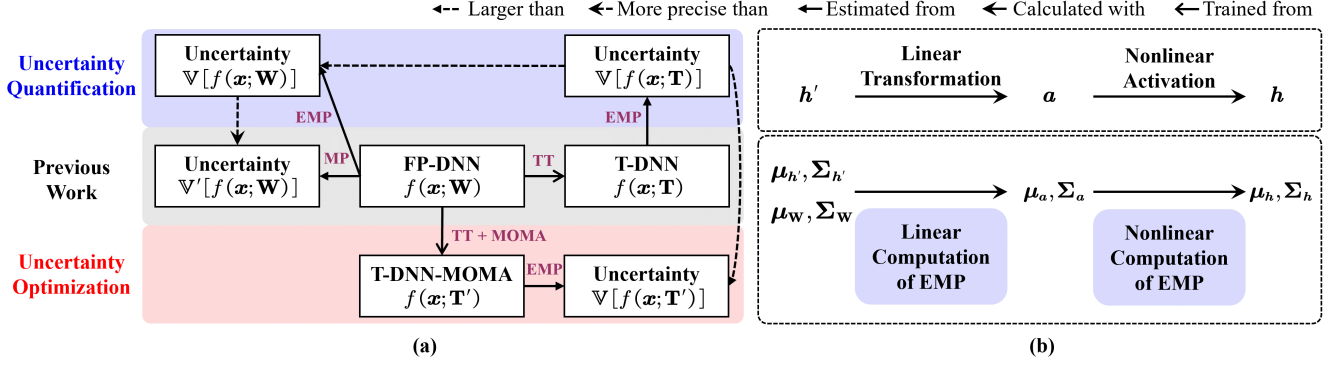 Larger than More precise than Estimated from Calculated with Trained from
Uncertainty
Quantification
Uncertainty
𝕍[f(x; W)]
Uncertainty
𝕍[f(x; T)]
EMP
EMP
Previous
Work
Uncertainty
𝕍′[f(x; W)]
MP
FP-DNN
f(x; W)
TT
T-DNN
f(x; T)
TT + MOMA
Uncertainty
Optimization
T-DNN-MOMA
f(x; T′)
EMP
Uncertainty
𝕍[f(x; T′)]
(a)
Linear
Transformation
Nonlinear
Activation
h′ a h
μh′, Σh′
μW, ΣW
μa, Σa
μh, Σh
Linear
Computation
of EMP
Nonlinear
Computation
of EMP
(b)